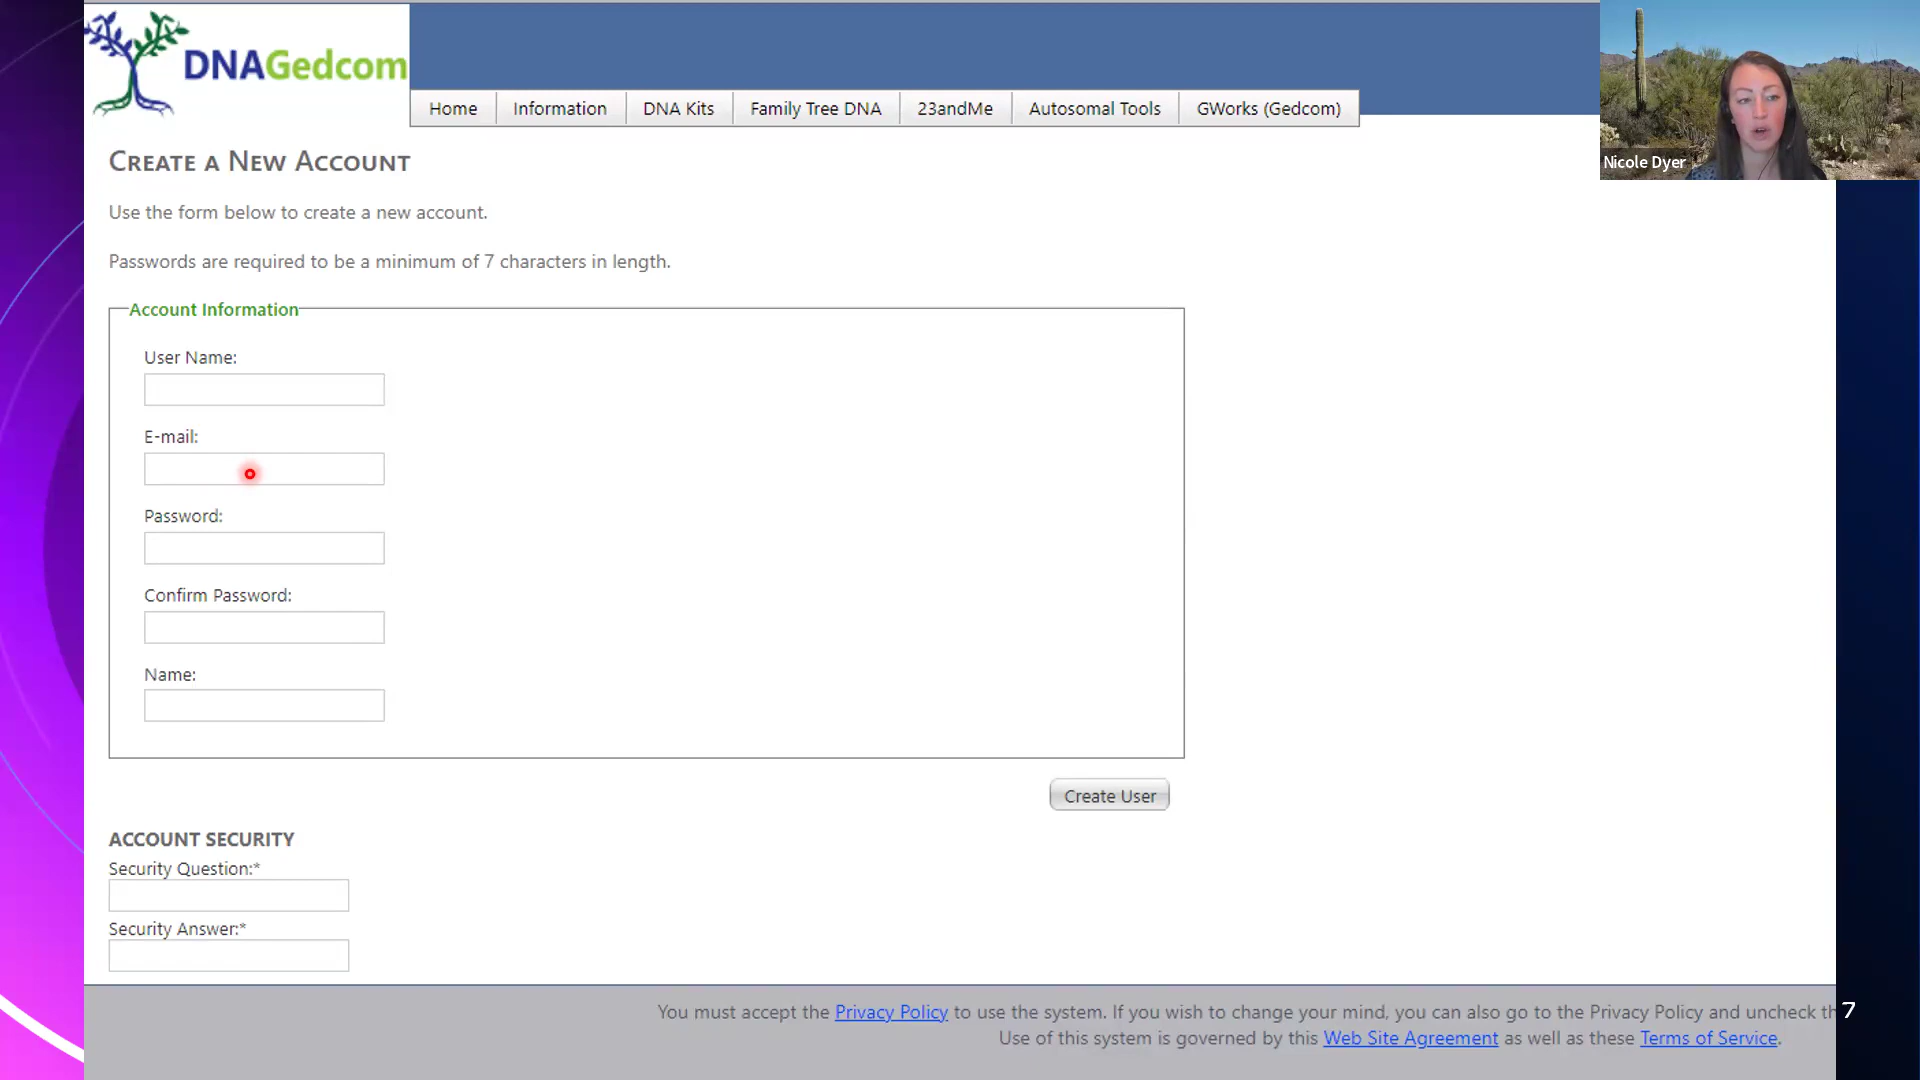 DNAGedcom
Home Information DNA Kits Family Tree DNA 23andMe Autosomal Tools GWorks (Gedcom)
Nicole Dyer
CREATE A NEW ACCOUNT
Use the form below to create a new account.
Passwords are required to be a minimum of 7 characters in length.
Account Information
User Name:
E-mail:
Password:
Confirm Password:
Name:
Create User
ACCOUNT SECURITY
Security Question:*
Security Answer:*
You must accept the Privacy Policy to use the system. If you wish to change your mind, you can also go to the Privacy Policy and uncheck th
7
Use of this system is governed by this Web Site Agreement as well as these Terms of Service.